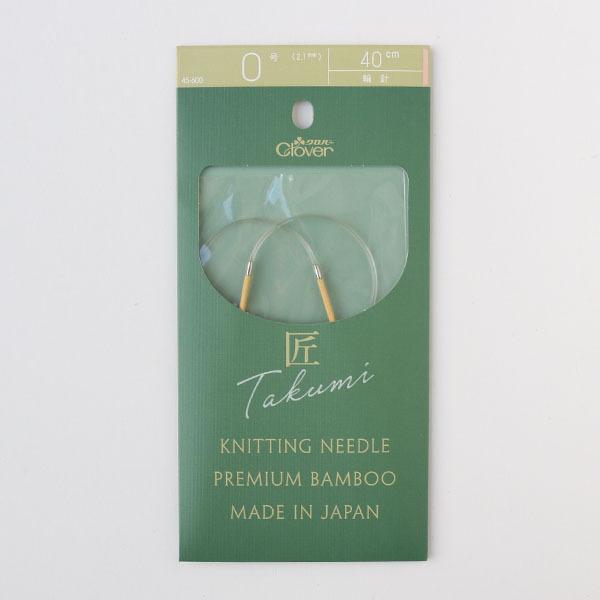 0号 (2.1mm) 40cm
45-600 輪針
クロバー
Clover
匠
Takumi
KNITTING NEEDLE
PREMIUM BAMBOO
MADE IN JAPAN